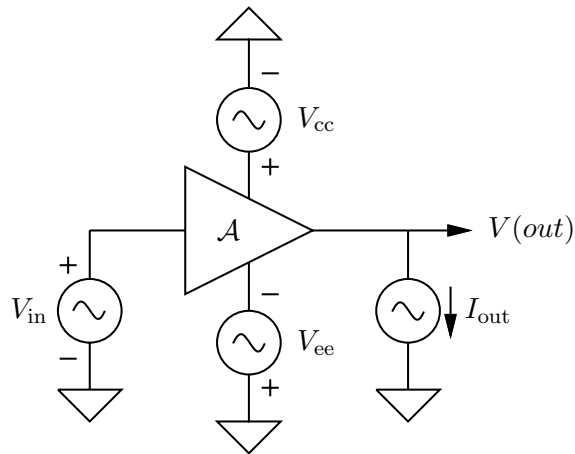 −
V_cc
+
𝒜
V(out)
+
−
V_in
I_out
V_ee
−
+